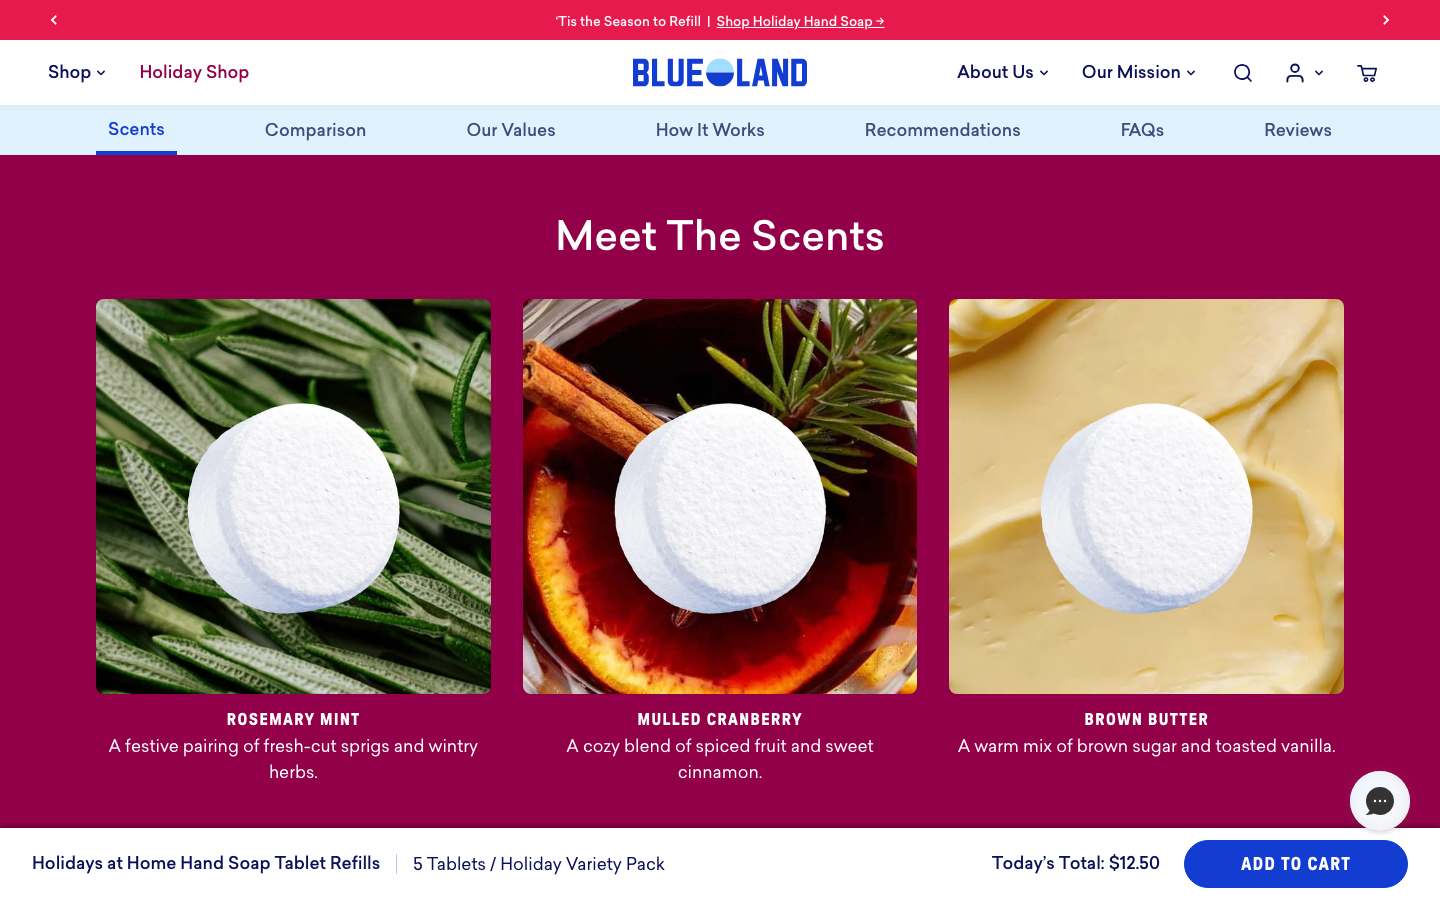 'Tis the Season to Refill | Shop Holiday Hand Soap →
Shop
Holiday Shop
BLUELAND
About Us
Our Mission
Scents
Comparison
Our Values
How It Works
Recommendations
FAQs
Reviews
Meet The Scents
ROSEMARY MINT
A festive pairing of fresh-cut sprigs and wintry
herbs.
MULLED CRANBERRY
A cozy blend of spiced fruit and sweet
cinnamon.
BROWN BUTTER
A warm mix of brown sugar and toasted vanilla.
Holidays at Home Hand Soap Tablet Refills
5 Tablets / Holiday Variety Pack
Today's Total: $12.50
ADD TO CART